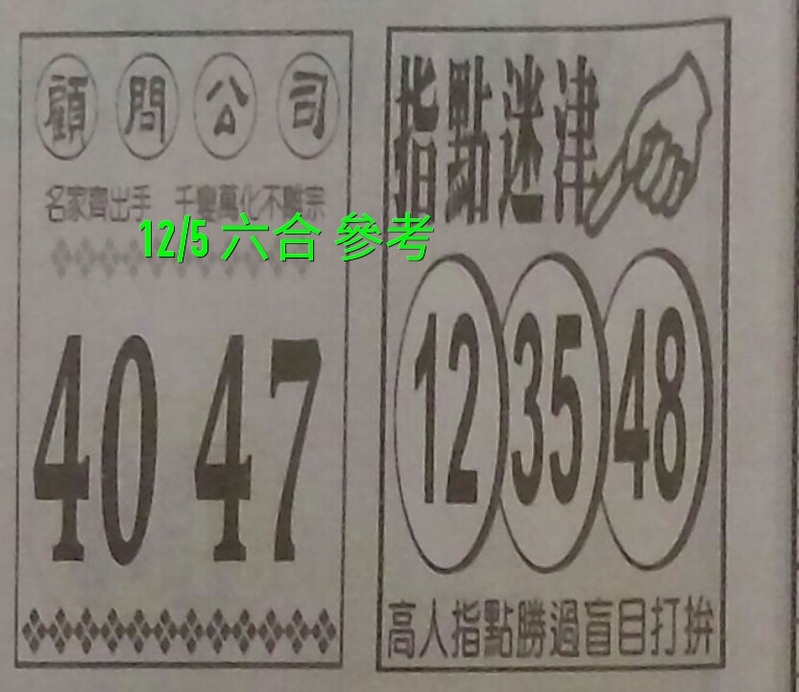 顧問公司
名家齊出手 千變萬化不離宗
12/5 六合 參考
40 47
指點迷津
12 35 48
高人指點勝過盲目打拚